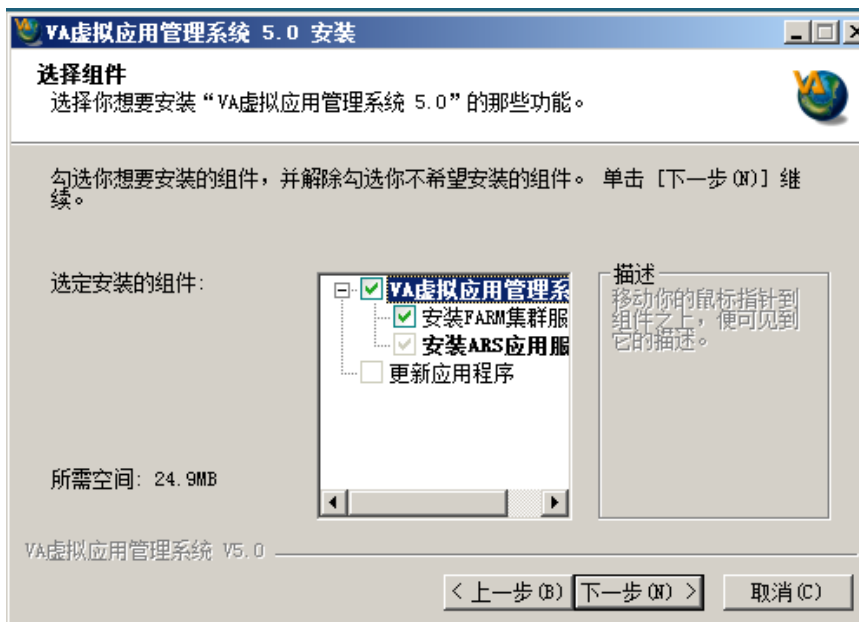 VA虚拟应用管理系统 5.0 安装
选择组件
选择你想要安装“VA虚拟应用管理系统 5.0”的那些功能。
勾选你想要安装的组件，并解除勾选你不希望安装的组件。 单击 [下一步(N)] 继
续。
选定安装的组件:
VA虚拟应用管理系
安装FARM集群服
安装ARS应用服
更新应用程序
描述
移动你的鼠标指针到
组件之上，便可见到
它的描述。
所需空间: 24.9MB
VA虚拟应用管理系统 V5.0
< 上一步(B)
下一步(N) >
取消(C)